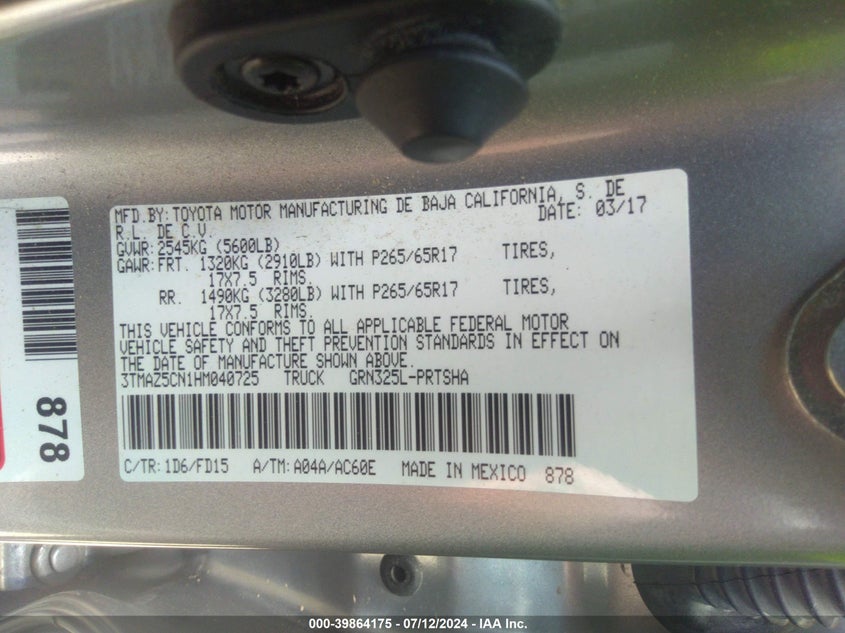 MFD.BY:TOYOTA MOTOR MANUFACTURING DE BAJA CALIFORNIA, S. DE
R.L. DE C.V. DATE: 03/17
GVWR:2545KG (5600LB)
GAWR:FRT. 1320KG (2910LB) WITH P265/65R17 TIRES,
17X7.5 RIMS.
RR. 1490KG (3280LB) WITH P265/65R17 TIRES,
17X7.5 RIMS.
THIS VEHICLE CONFORMS TO ALL APPLICABLE FEDERAL MOTOR
VEHICLE SAFETY AND THEFT PREVENTION STANDARDS IN EFFECT ON
THE DATE OF MANUFACTURE SHOWN ABOVE.
3TMAZ5CN1HM040725 TRUCK GRN325L-PRTSHA
C/TR:1D6/FD15 A/TM:A04A/AC60E MADE IN MEXICO 878
878
000-39864175 - 07/12/2024 - IAA Inc.